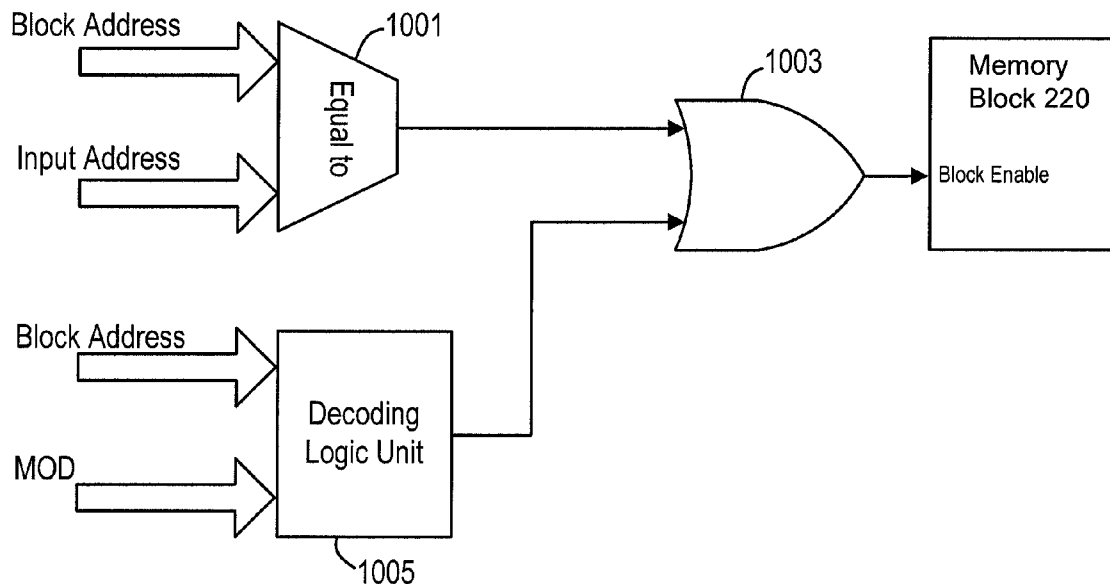 Block Address
1001
Equal to
Input Address
1003
Memory
Block 220
Block Enable
Block Address
Decoding
Logic Unit
MOD
1005